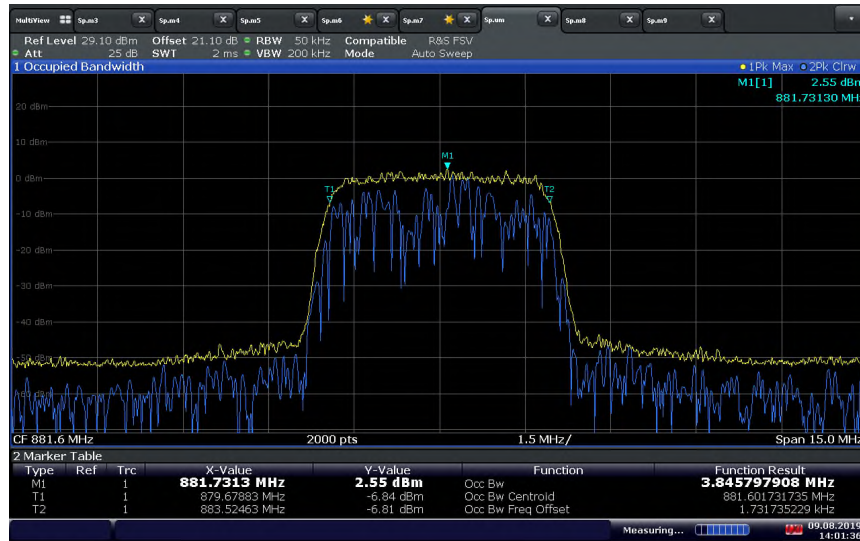 MultiView Sp.m3 X Sp.m4 X Sp.m5 X Sp.m6 X Sp.m7 X Sp.um X Sp.m8 X Sp.m9 X
Ref Level 29.10 dBm Offset 21.10 dB RBW 50 kHz Compatible R&S FSV
Att 25 dB SWT 2 ms VBW 200 kHz Mode Auto Sweep
1 Occupied Bandwidth 1Pk Max 2Pk Clrw
M1[1] 2.55 dBm
881.73130 MHz
20 dBm
10 dBm
M1
0 dBm
T1 T2
-10 dBm
-20 dBm
-30 dBm
-40 dBm
-50 dBm
-60 dBm
CF 881.6 MHz 2000 pts 1.5 MHz/ Span 15.0 MHz
2 Marker Table
Type Ref Trc X-Value Y-Value Function Function Result
M1 1 881.7313 MHz 2.55 dBm Occ Bw 3.845797908 MHz
T1 1 879.67883 MHz -6.84 dBm Occ Bw Centroid 881.601731735 MHz
T2 1 883.52463 MHz -6.81 dBm Occ Bw Freq Offset 1.731735229 kHz
Measuring... 09.08.2019
14:01:36